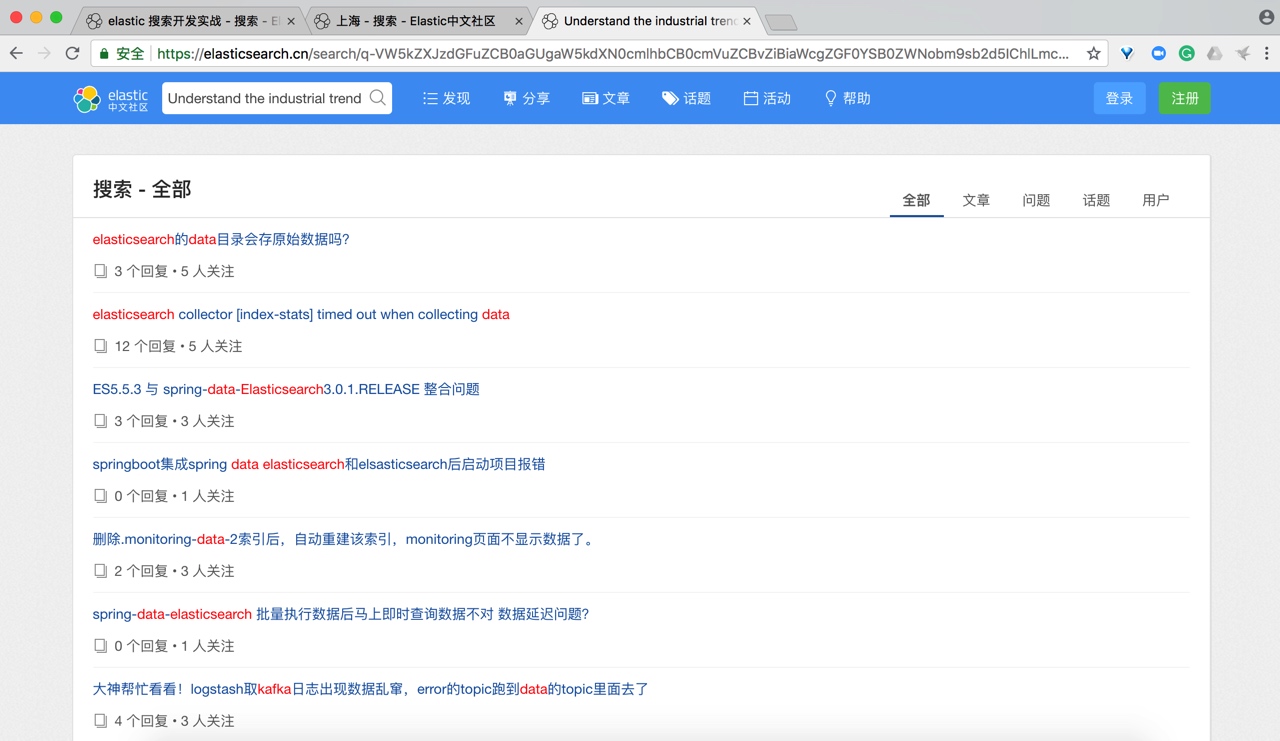 elastic 搜索开发实战 - 搜索 - El
上海 - 搜索 - Elastic中文社区
Understand the industrial trend
安全
https://elasticsearch.cn/search/q-VW5kZXJzdGFuZCB0aGUgaW5kdXN0cmlhbCB0cmVuZCBvZiBiaWcgZGF0YSB0ZWNobm9sb2d5IChlLmc...
elastic
中文社区
Understand the industrial trend
发现
分享
文章
话题
活动
帮助
登录
注册
搜索 - 全部
全部
文章
问题
话题
用户
elasticsearch的data目录会存原始数据吗?
3 个回复 • 5 人关注
elasticsearch collector [index-stats] timed out when collecting data
12 个回复 • 5 人关注
ES5.5.3 与 spring-data-Elasticsearch3.0.1.RELEASE 整合问题
3 个回复 • 3 人关注
springboot集成spring data elasticsearch和elsasticsearch后启动项目报错
0 个回复 • 1 人关注
删除.monitoring-data-2索引后，自动重建该索引，monitoring页面不显示数据了。
2 个回复 • 3 人关注
spring-data-elasticsearch 批量执行数据后马上即时查询数据不对 数据延迟问题?
0 个回复 • 1 人关注
大神帮忙看看！logstash取kafka日志出现数据乱窜，error的topic跑到data的topic里面去了
4 个回复 • 3 人关注